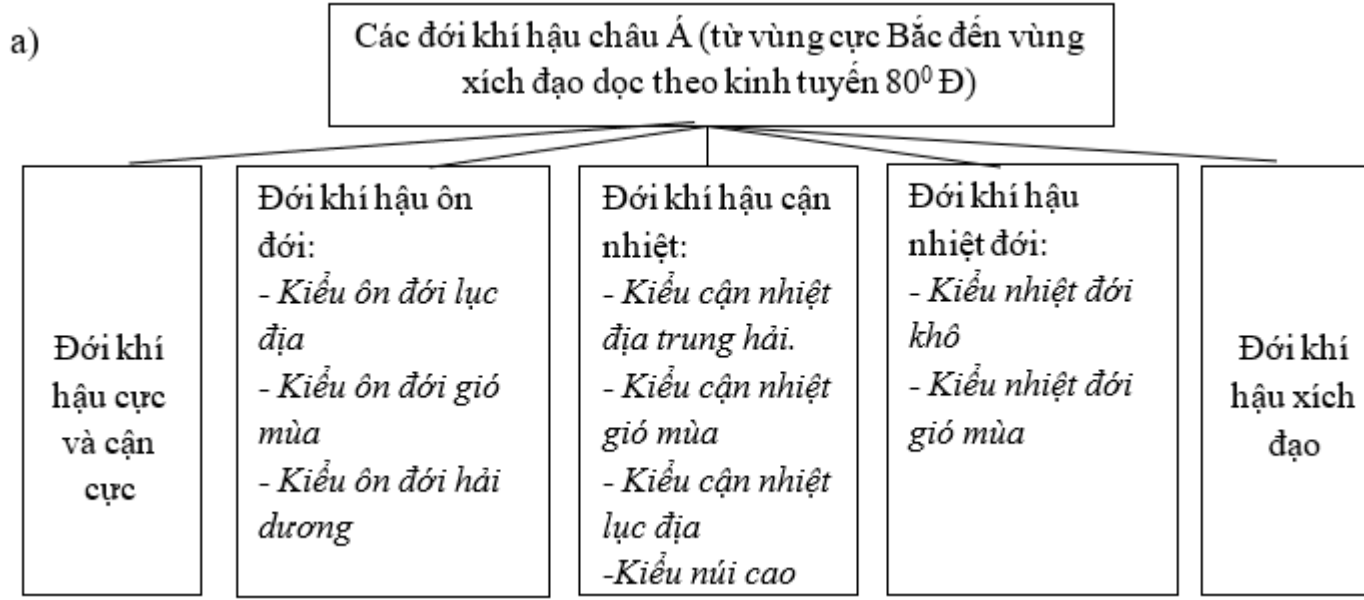 a)
Các đới khí hậu châu Á (từ vùng cực Bắc đến vùng
xích đạo dọc theo kinh tuyến 80⁰ Đ)
Đới khí
hậu cực
và cận
cực
Đới khí hậu ôn
đới:
- Kiểu ôn đới lục
địa
- Kiểu ôn đới gió
mùa
- Kiểu ôn đới hải
dương
Đới khí hậu cận
nhiệt:
- Kiểu cận nhiệt
địa trung hải.
- Kiểu cận nhiệt
gió mùa
- Kiểu cận nhiệt
lục địa
-Kiểu núi cao
Đới khí hậu
nhiệt đới:
- Kiểu nhiệt đới
khô
- Kiểu nhiệt đới
gió mùa
Đới khí
hậu xích
đạo